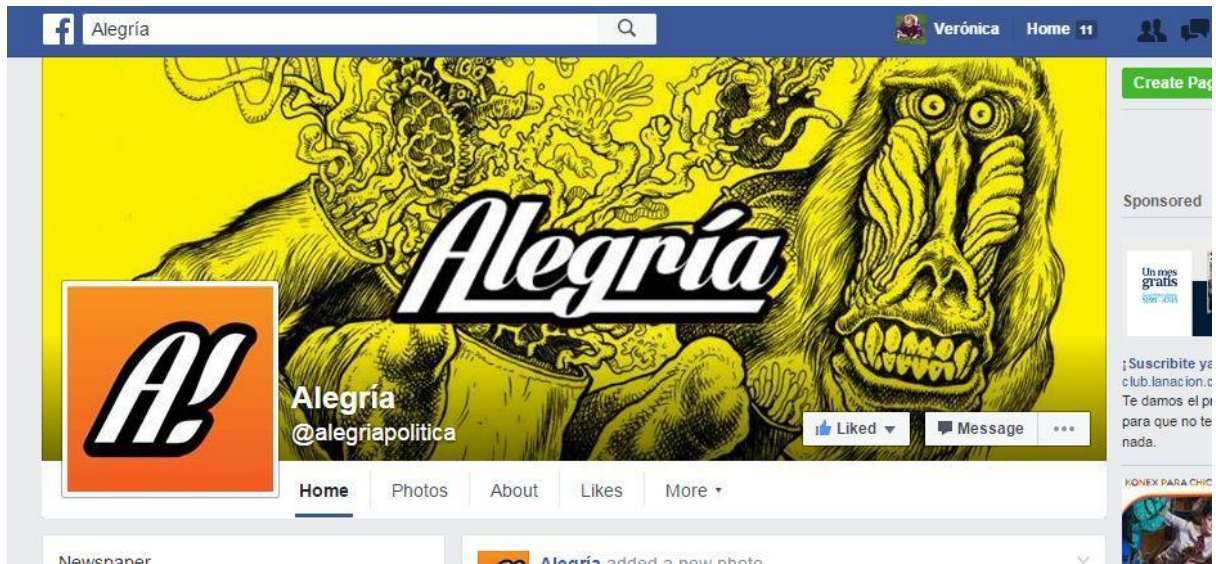 f Alegría Verónica Home 11
Create Pag
Alegría
A!
Alegría
@alegriapolitica
Liked Message ...
Home Photos About Likes More
Newspaper
Alegría added a new photo
Sponsored
Un mes
gratis
¡Suscribite ya
club.lanacion.c
Te damos el pr
para que no te
nada.
KONEX PARA CHIC